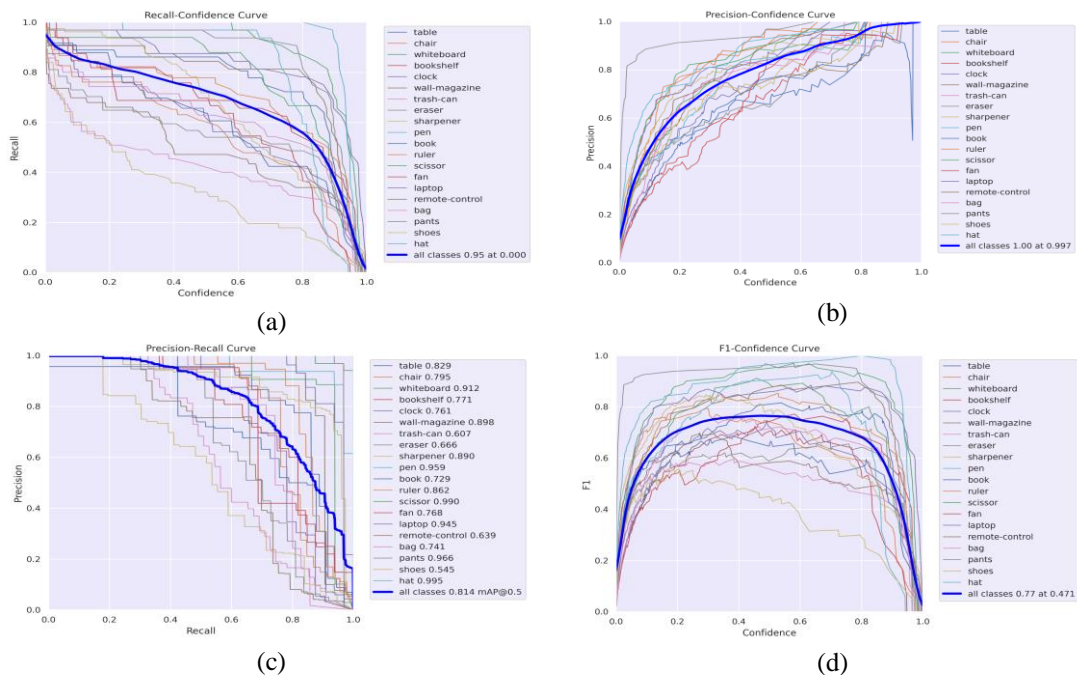 Recall-Confidence Curve
1.0
0.8
0.6
0.4
0.2
0.0
Recall
0.0 0.2 0.4 0.6 0.8 1.0
Confidence
table
chair
whiteboard
bookshelf
clock
wall-magazine
trash-can
eraser
sharpener
pen
book
ruler
scissor
fan
laptop
remote-control
bag
pants
shoes
hat
all classes 0.95 at 0.000
(a)
Precision-Confidence Curve
1.0
0.8
0.6
0.4
0.2
0.0
Precision
0.0 0.2 0.4 0.6 0.8 1.0
Confidence
table
chair
whiteboard
bookshelf
clock
wall-magazine
trash-can
eraser
sharpener
pen
book
ruler
scissor
fan
laptop
remote-control
bag
pants
shoes
hat
all classes 1.00 at 0.997
(b)
Precision-Recall Curve
1.0
0.8
0.6
0.4
0.2
0.0
Precision
0.0 0.2 0.4 0.6 0.8 1.0
Recall
table 0.829
chair 0.795
whiteboard 0.912
bookshelf 0.771
clock 0.761
wall-magazine 0.898
trash-can 0.607
eraser 0.666
sharpener 0.890
pen 0.959
book 0.729
ruler 0.862
scissor 0.990
fan 0.768
laptop 0.945
remote-control 0.639
bag 0.741
pants 0.966
shoes 0.545
hat 0.995
all classes 0.814 mAP@0.5
(c)
F1-Confidence Curve
1.0
0.8
0.6
0.4
0.2
0.0
F1
0.0 0.2 0.4 0.6 0.8 1.0
Confidence
table
chair
whiteboard
bookshelf
clock
wall-magazine
trash-can
eraser
sharpener
pen
book
ruler
scissor
fan
laptop
remote-control
bag
pants
shoes
hat
all classes 0.77 at 0.471
(d)